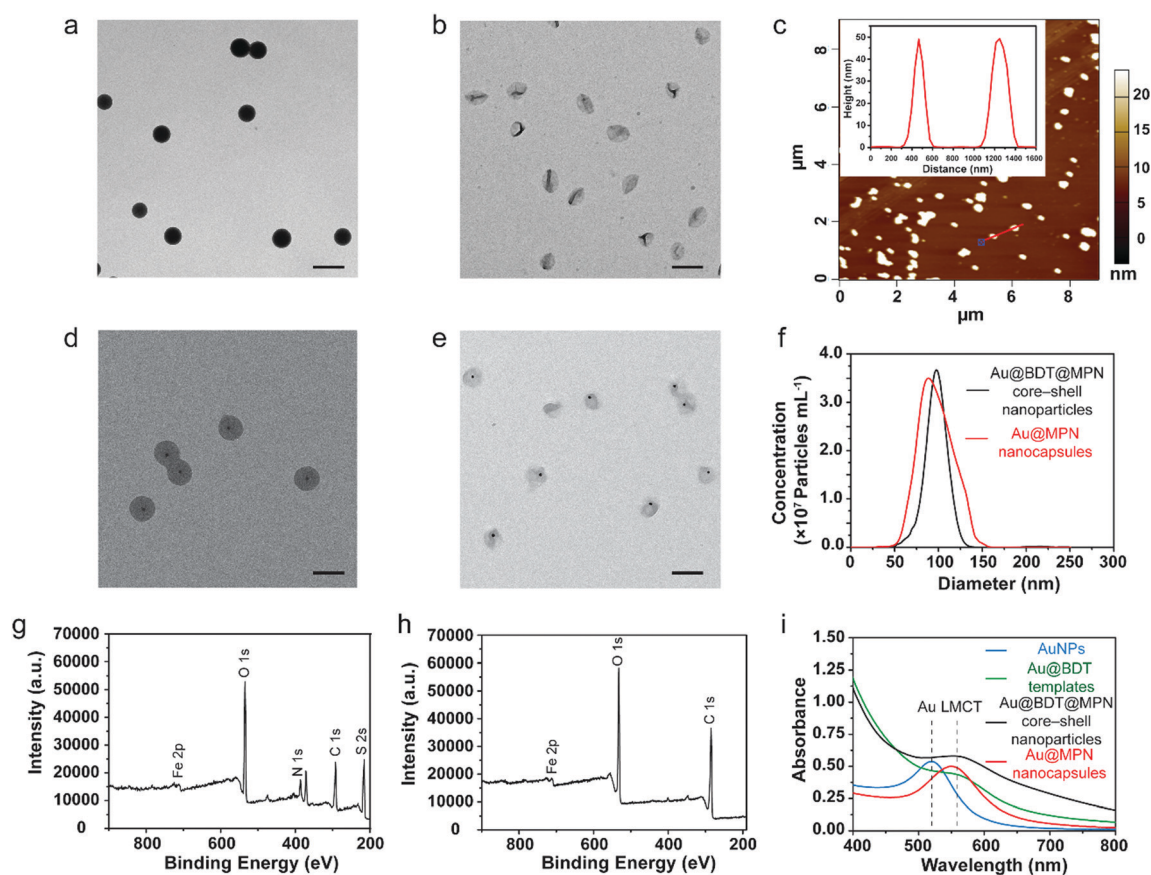 a
b
c
8
6
4
2
0
µm
0
2
4
6
8
µm
50
40
30
20
10
0
Height (nm)
0 200 400 600 800 1000 1200 1400 1600
Distance (nm)
20
15
10
5
0
nm
d
e
f
4.0
3.0
2.0
1.0
0.0
Concentration
(×10⁷ Particles mL⁻¹)
Au@BDT@MPN
core–shell
nanoparticles
Au@MPN
nanocapsules
0 50 100 150 200 250 300
Diameter (nm)
g
70000
60000
50000
40000
30000
20000
10000
0
Intensity (a.u.)
Fe 2p
O 1s
N 1s
C 1s
S 2s
800 600 400 200
Binding Energy (eV)
h
70000
60000
50000
40000
30000
20000
10000
0
Intensity (a.u.)
Fe 2p
O 1s
C 1s
800 600 400 200
Binding Energy (eV)
i
1.50
1.25
1.00
0.75
0.50
0.25
0.00
Absorbance
AuNPs
Au@BDT
templates
Au@BDT@MPN
core–shell
nanoparticles
Au@MPN
nanocapsules
Au LMCT
400 500 600 700 800
Wavelength (nm)